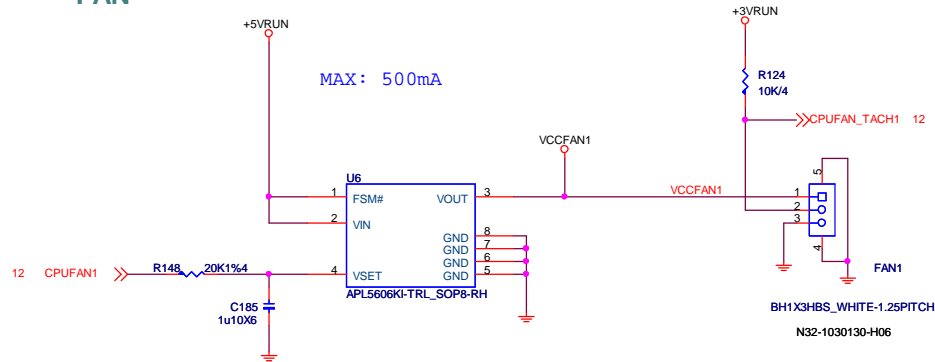 FAN
+5VRUN
+3VRUN
MAX: 500mA
R124
10K/4
CPUFAN_TACH1 12
VCCFAN1
U6
1 FSM# VOUT 3
VCCFAN1
2 VIN
GND 8
GND 7
GND 6
4 VSET GND 5
APL5606KI-TRL_SOP8-RH
12 CPUFAN1
R148 20K1%4
C185
1u10X6
5
1
2
3
4
FAN1
BH1X3HBS_WHITE-1.25PITCH
N32-1030130-H06